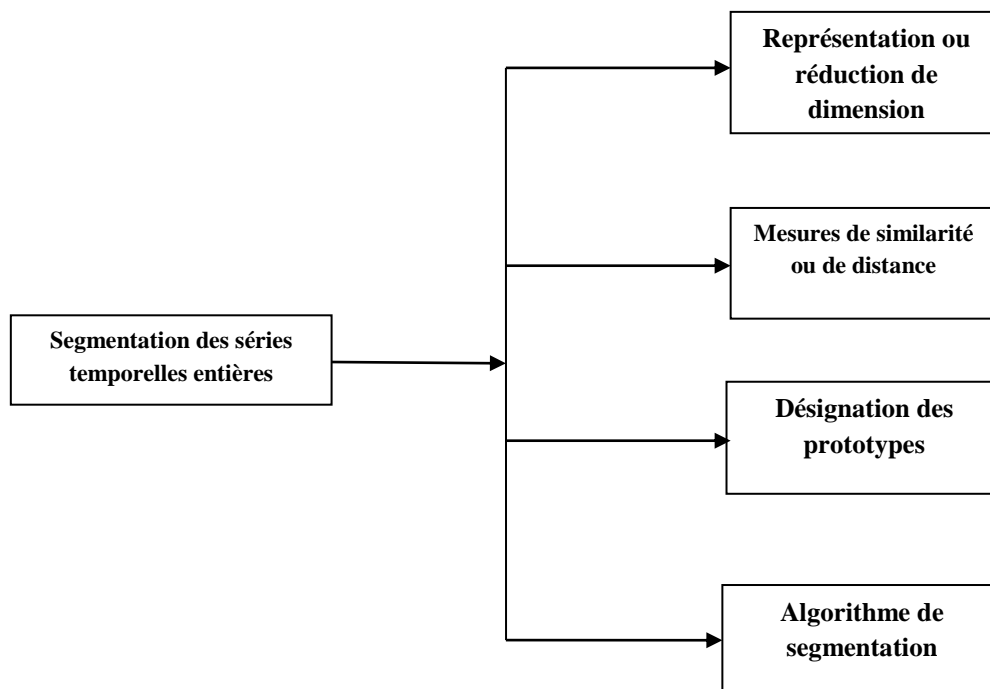 Représentation ou
réduction de
dimension
Mesures de similarité
ou de distance
Segmentation des séries
temporelles entières
Désignation des
prototypes
Algorithme de
segmentation